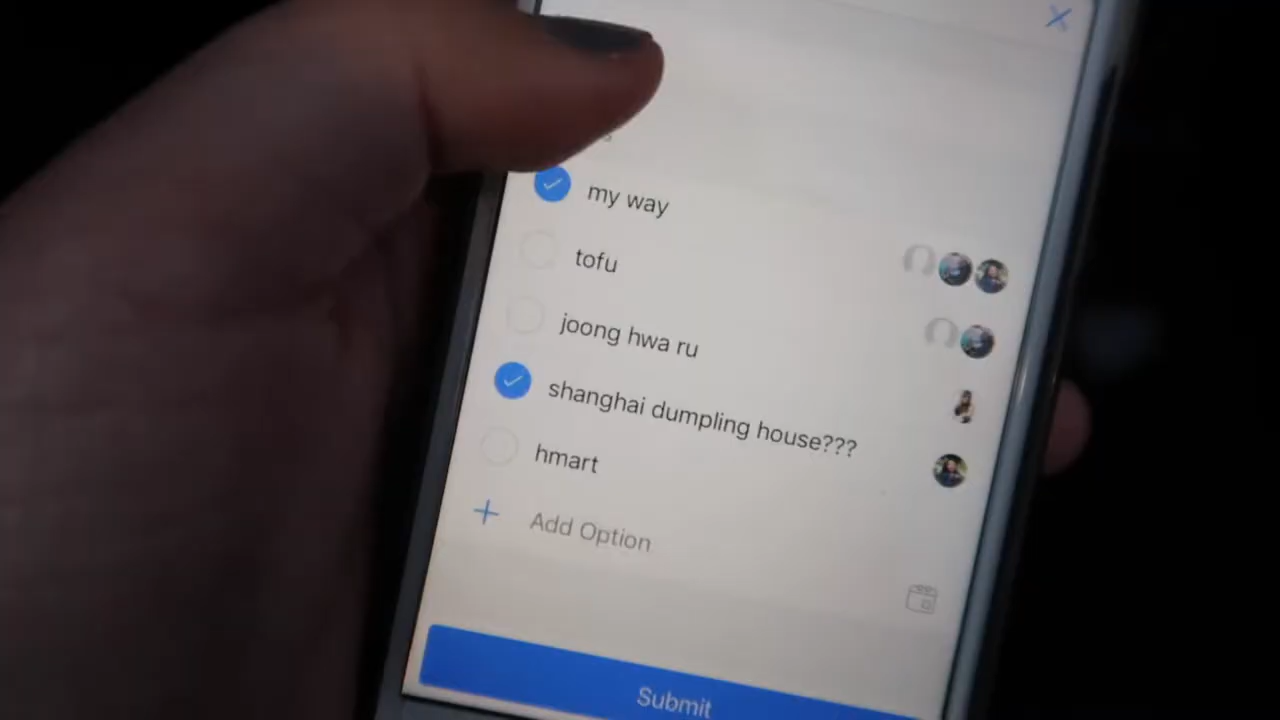 my way
tofu
joong hwa ru
shanghai dumpling house???
hmart
Add Option
Submit